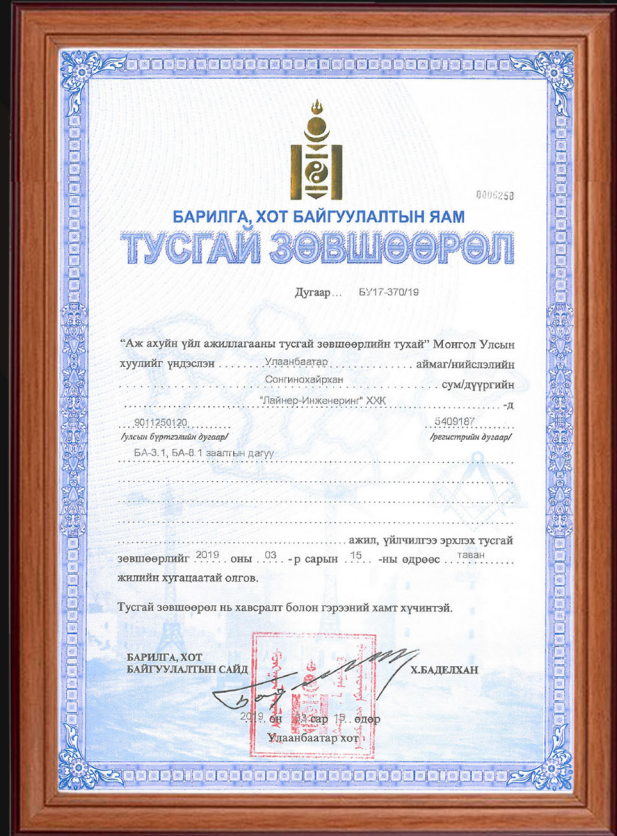 0006258
БАРИЛГА, ХОТ БАЙГУУЛАЛТЫН ЯАМ
ТУСГАЙ ЗӨВШӨӨРӨЛ
Дугаар... БУ17-370/19
"Аж ахуйн үйл ажиллагааны тусгай зөвшөөрлийн тухай" Монгол Улсын
хуулийг үндэслэн ........Улаанбаатар............... аймаг/нийслэлийн
Сонгинохайрхан сум/дүүргийн
"Лайнер-Инженеринг" ХХК -д
9011250120 5409187
/улсын бүртгэлийн дугаар/ /регистрийн дугаар/
БА-3.1, БА-8.1 заалтын дагуу
ажил, үйлчилгээ эрхлэх тусгай
зөвшөөрлийг 2019 оны 03 -р сарын 15 -ны өдрөөс таван
жилийн хугацаатай олгов.
Тусгай зөвшөөрөл нь хавсралт болон гэрээний хамт хүчинтэй.
БАРИЛГА, ХОТ
БАЙГУУЛАЛТЫН САЙД Х.БАДЕЛХАН
2019 он 03 сар 15 өдөр
Улаанбаатар хот